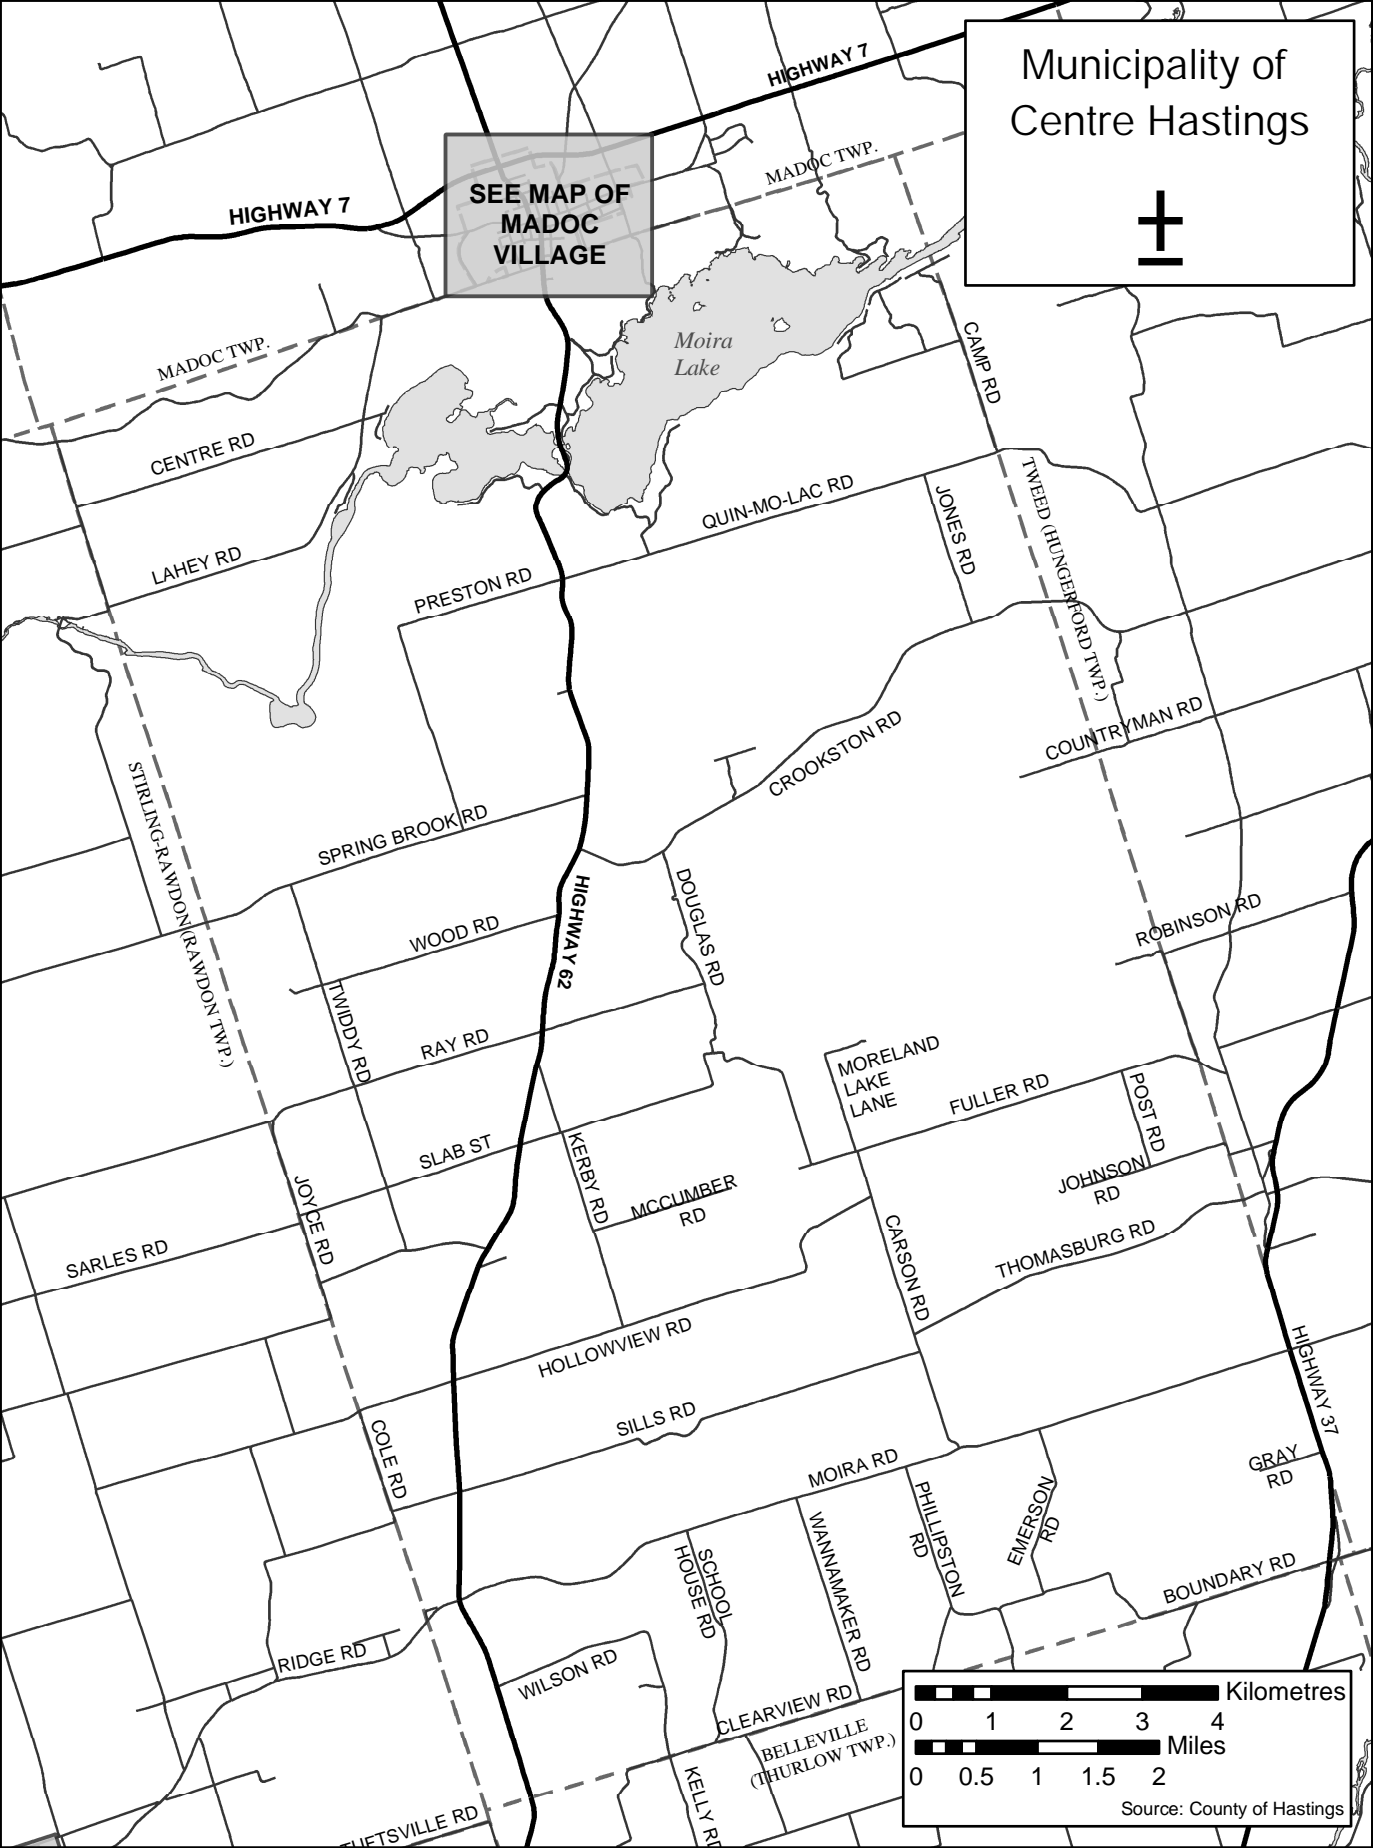 Municipality of
Centre Hastings
HIGHWAY 7
MADOC TWP.
HIGHWAY 7
SEE MAP OF
MADOC
VILLAGE
Moira
Lake
MADOC TWP.
CAMP RD
CENTRE RD
QUIN-MO-LAC RD
JONES RD
TWEED (HUNGERFORD TWP.)
LAHEY RD
PRESTON RD
COUNTRYMAN RD
CROOKSTON RD
STIRLING-RAWDON (RAWDON TWP.)
SPRING BROOK RD
HIGHWAY 62
DOUGLAS RD
WOOD RD
ROBINSON RD
TWIDDY RD
RAY RD
MORELAND
LAKE
LANE
FULLER RD
POST RD
SLAB ST
KERBY RD
MCCUMBER
RD
JOHNSON
RD
JOYCE RD
SARLES RD
CARSON RD
THOMASBURG RD
HOLLOWVIEW RD
HIGHWAY 37
SILLS RD
COLE RD
MOIRA RD
GRAY
RD
PHILLIPSTON
RD
EMERSON
RD
WANNAMAKER RD
SCHOOL
HOUSE RD
BOUNDARY RD
RIDGE RD
WILSON RD
CLEARVIEW RD
BELLEVILLE
(THURLOW TWP.)
KELLY RD
TUFTSVILLE RD
Kilometres
0 1 2 3 4
Miles
0 0.5 1 1.5 2
Source: County of Hastings